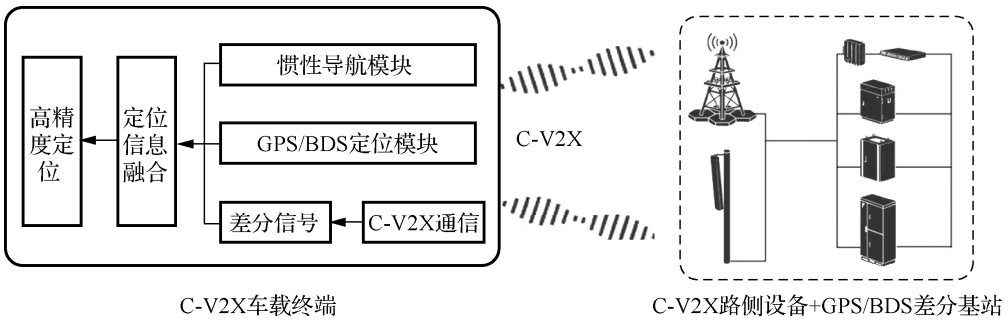 惯性导航模块
高精
度定
位
定位
信息
融合
GPS/BDS定位模块
C-V2X
差分信号
C-V2X通信
C-V2X车载终端
C-V2X路侧设备+GPS/BDS差分基站